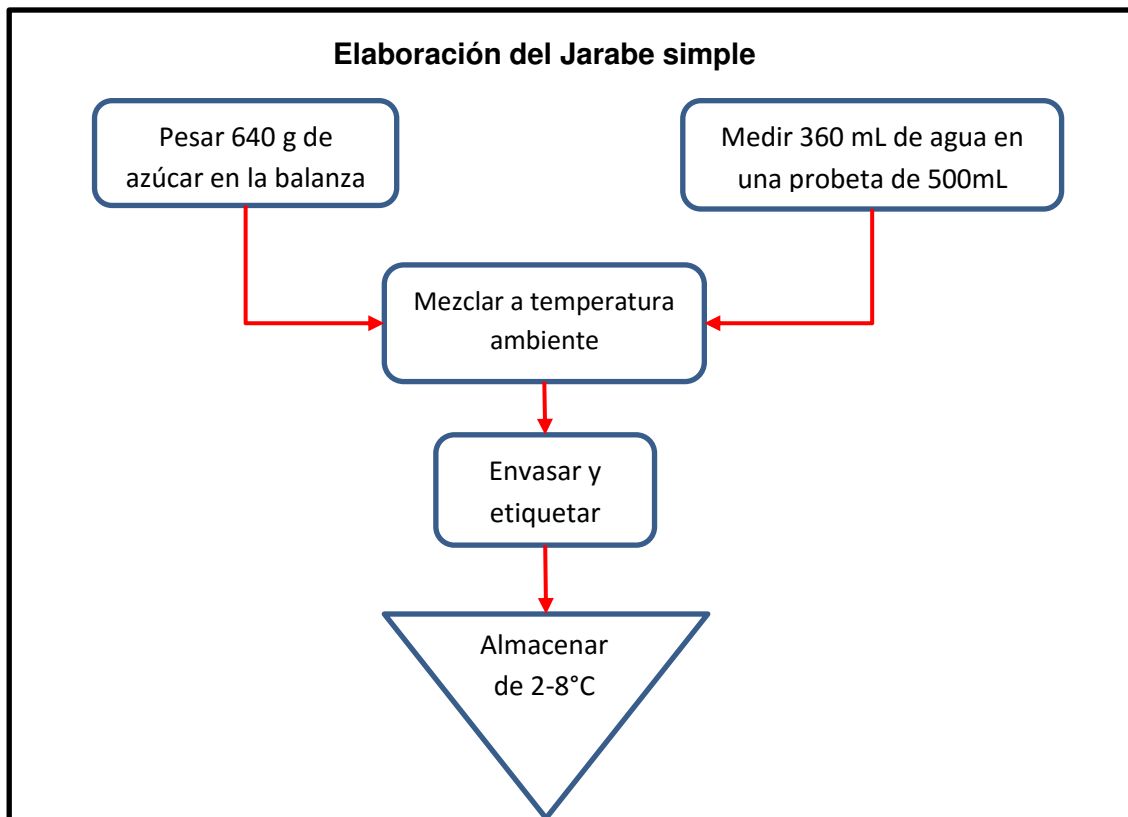 Elaboración del Jarabe simple
Pesar 640 g de
azúcar en la balanza
Medir 360 mL de agua en
una probeta de 500mL
Mezclar a temperatura
ambiente
Envasar y
etiquetar
Almacenar
de 2-8°C